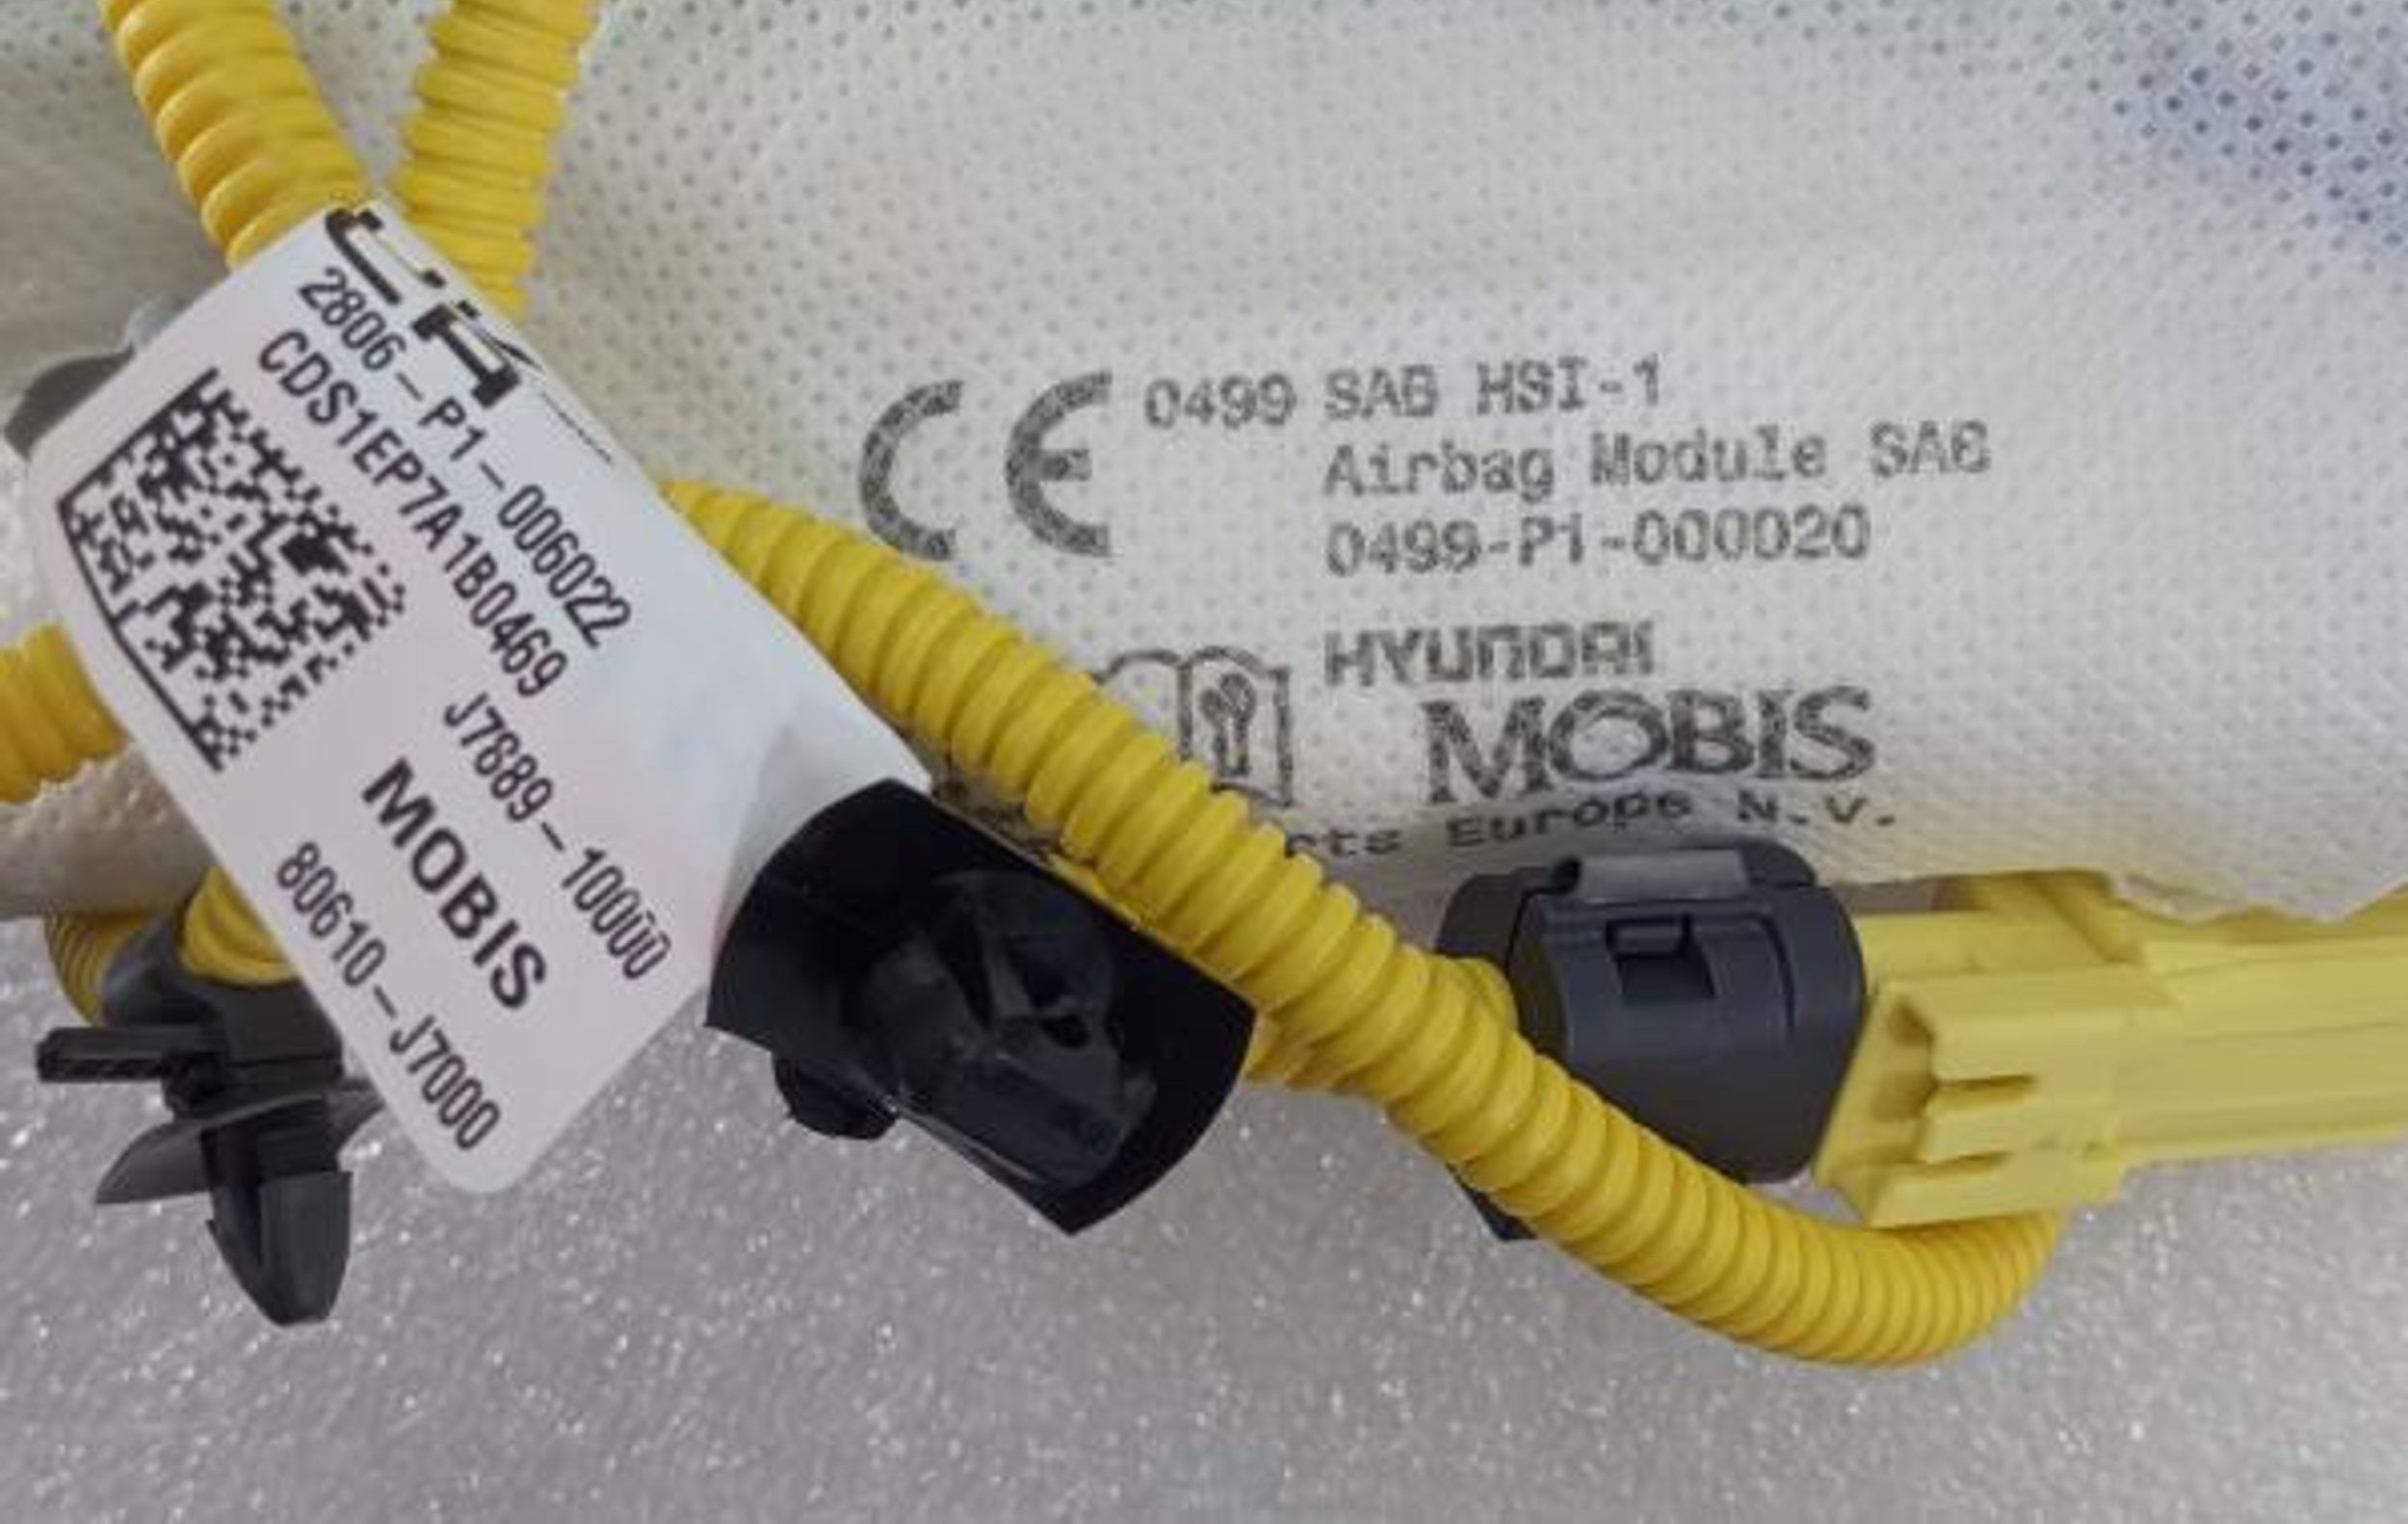 2806-P1-006022
CDS1EP7A1B0469
J7889-10000
MOBIS
80610-J7000
CE 0499 SAB HSI-1
Airbag Module SAB
0499-P1-000020
HYUNDAI
MOBIS
Europe N.V.